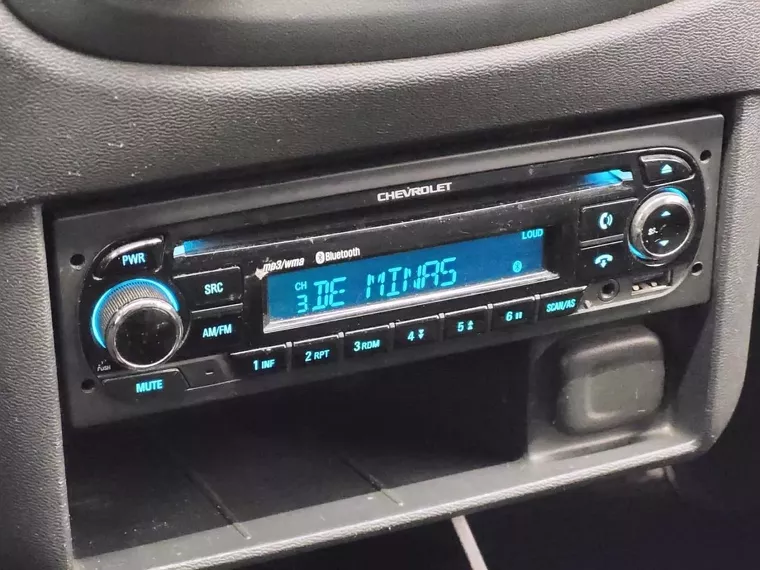 CHEVROLET
PWR
mp3/wma Bluetooth
LOUD
SRC
CH
3 DE MINAS
AM/FM
PUSH
MUTE
1 INF
2 RPT
3 RDM
4
5
6
SCAN/AS